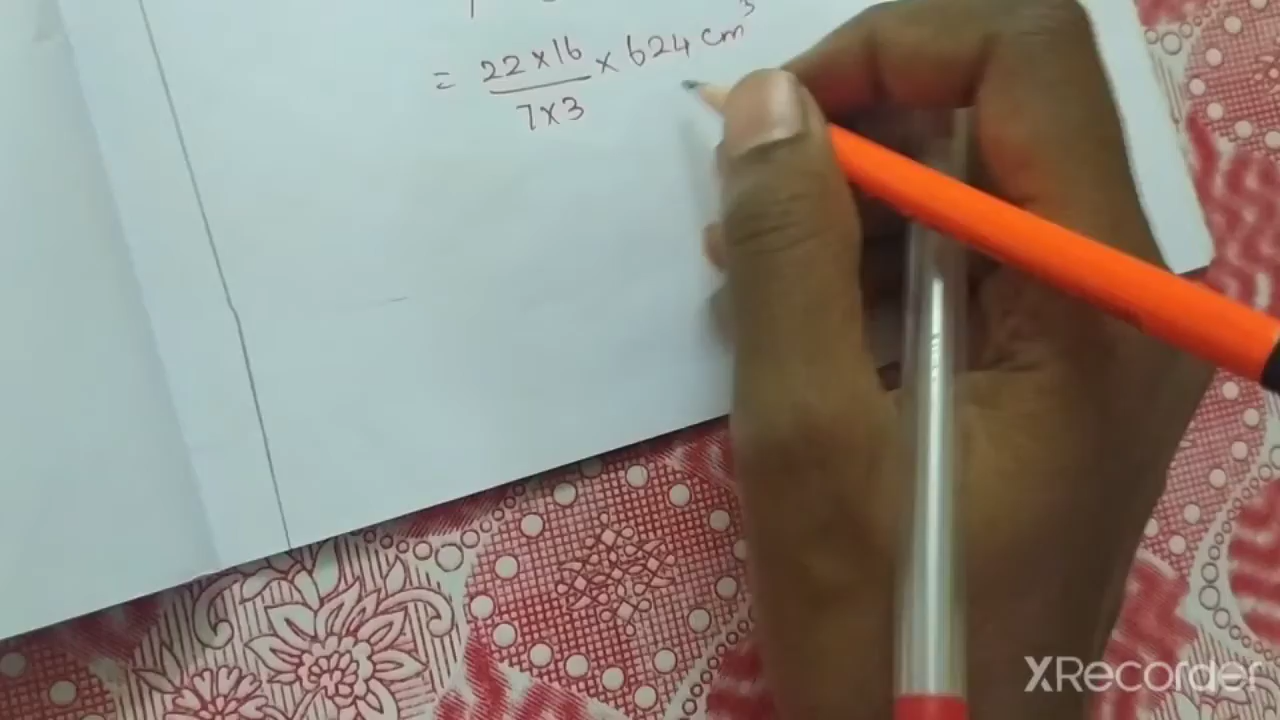 = 22 × 16 / 7 × 3 × 624 cm³
XRecorder